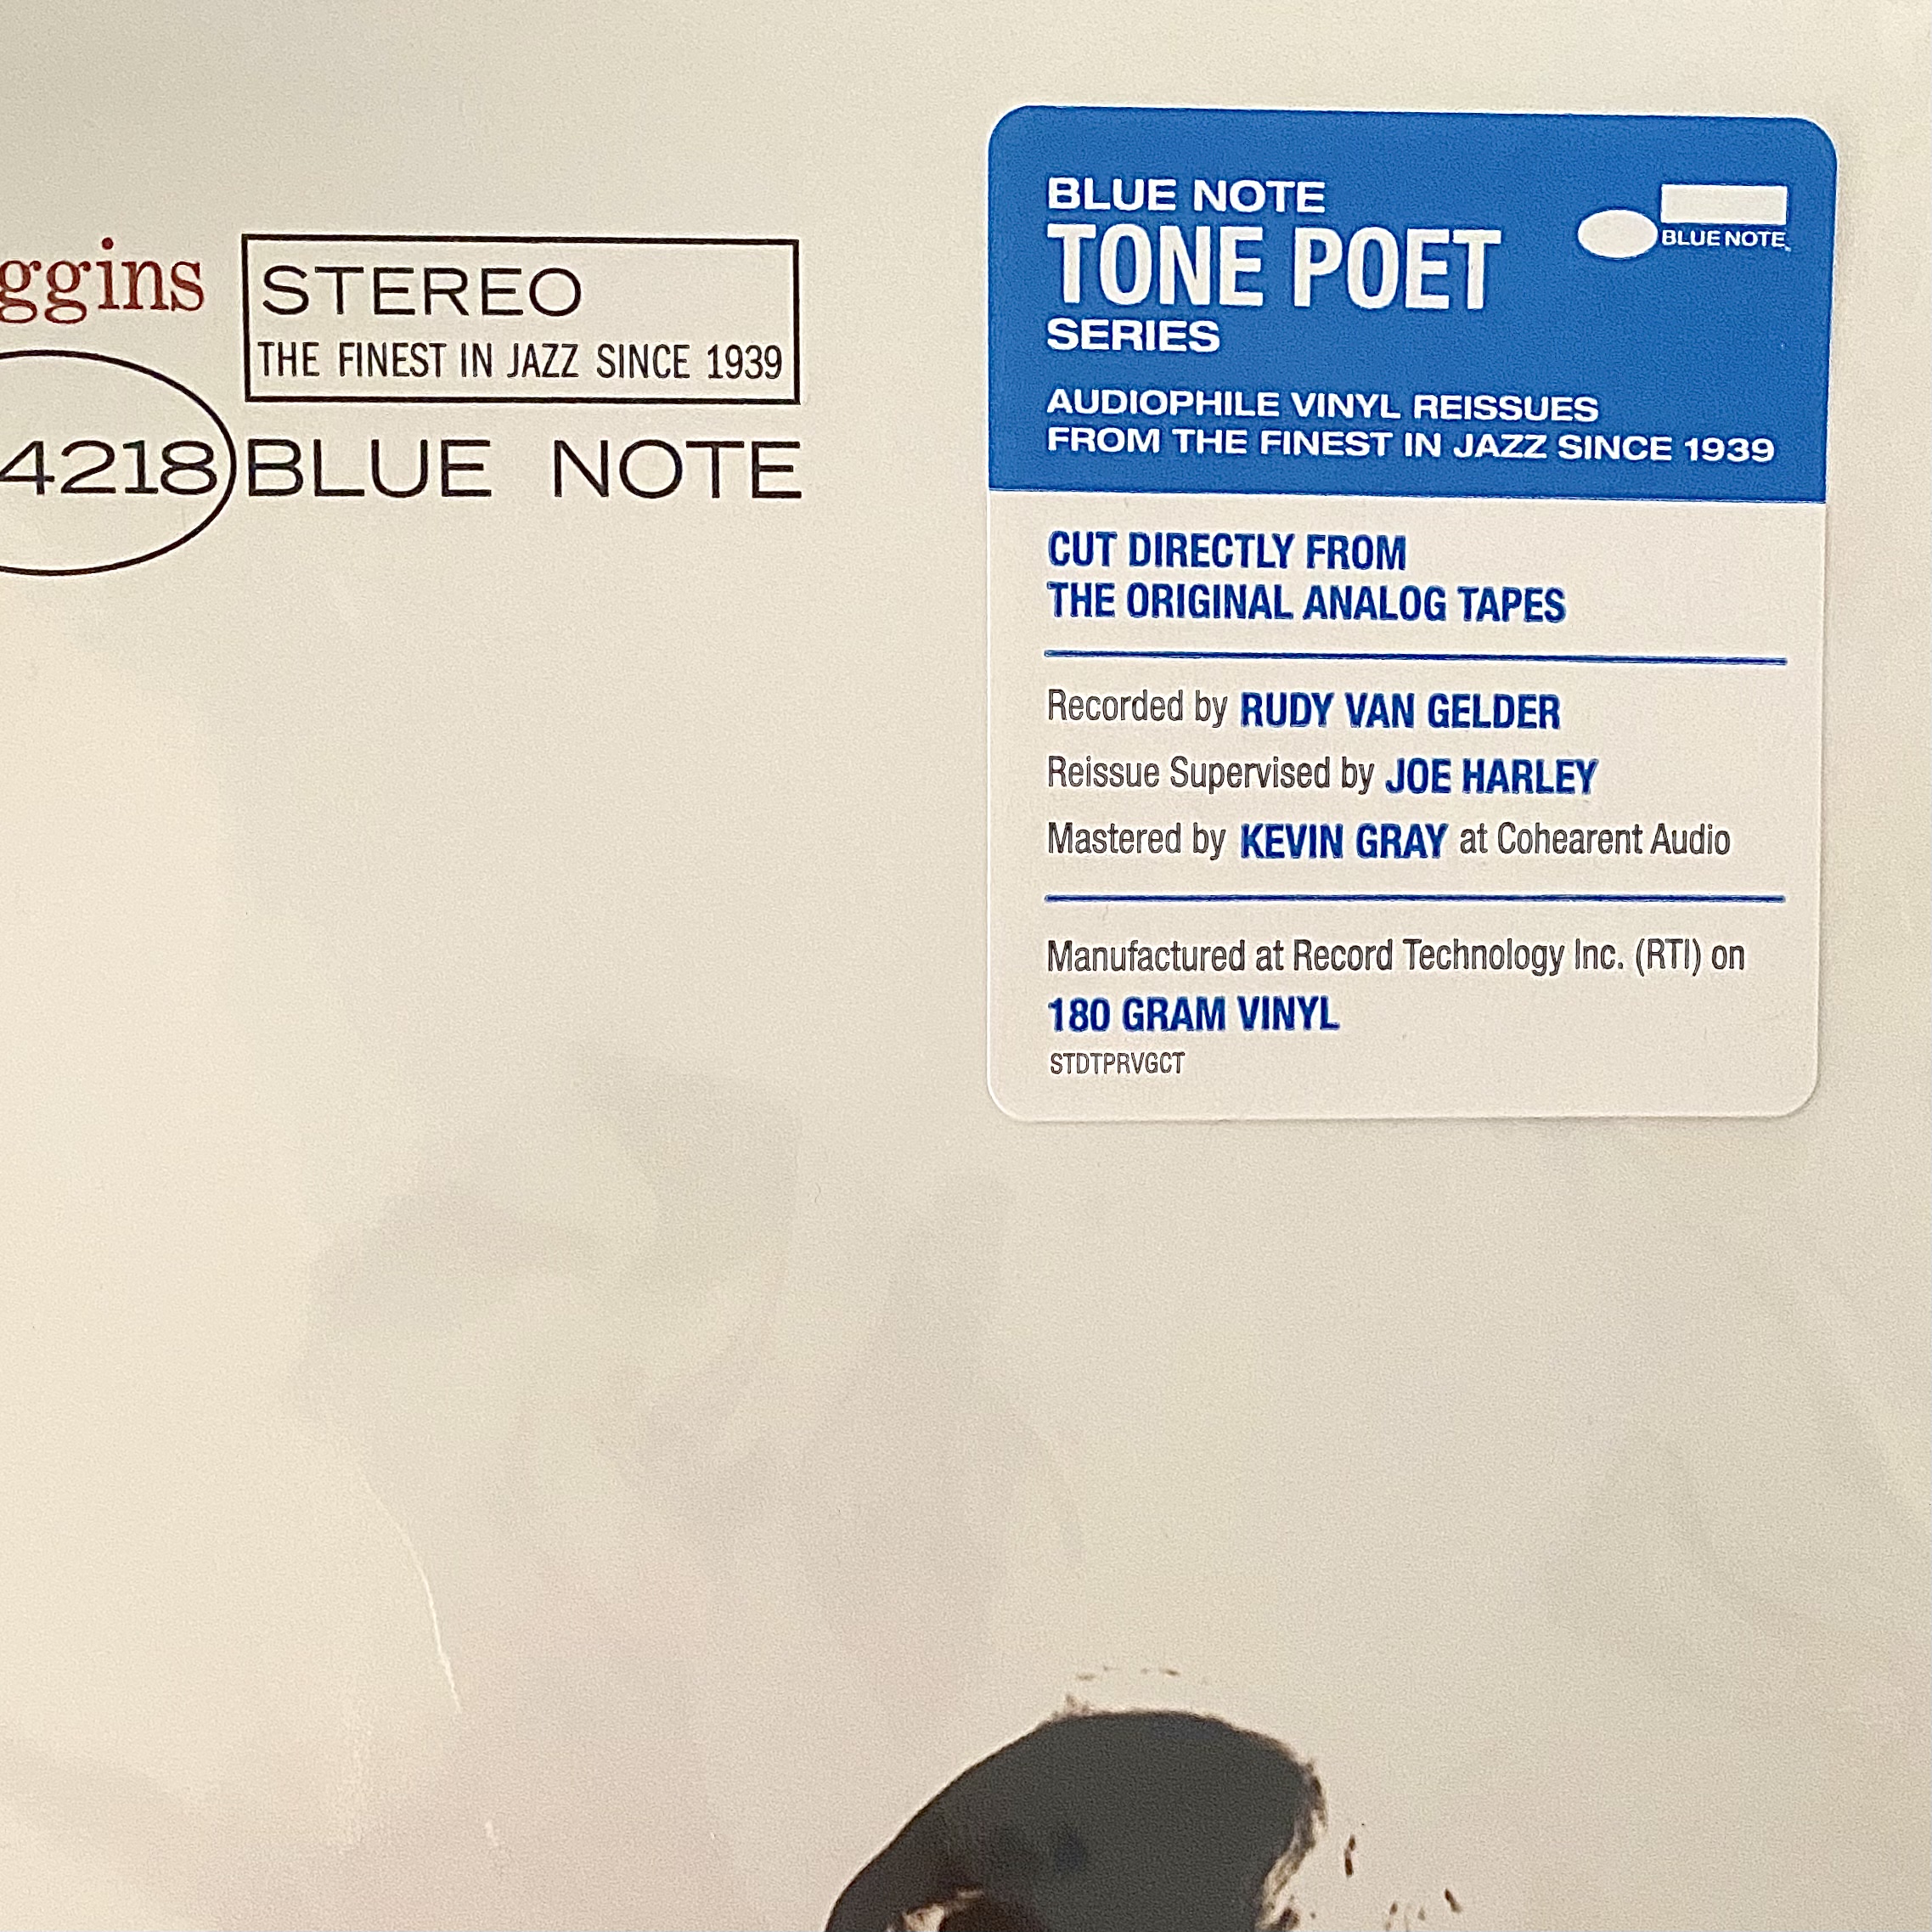 ggins
STEREO
THE FINEST IN JAZZ SINCE 1939
4218 BLUE NOTE
BLUE NOTE
TONE POET
SERIES
BLUE NOTE
AUDIOPHILE VINYL REISSUES
FROM THE FINEST IN JAZZ SINCE 1939
CUT DIRECTLY FROM
THE ORIGINAL ANALOG TAPES
Recorded by RUDY VAN GELDER
Reissue Supervised by JOE HARLEY
Mastered by KEVIN GRAY at Cohearent Audio
Manufactured at Record Technology Inc. (RTI) on
180 GRAM VINYL
STDTPRVGCT